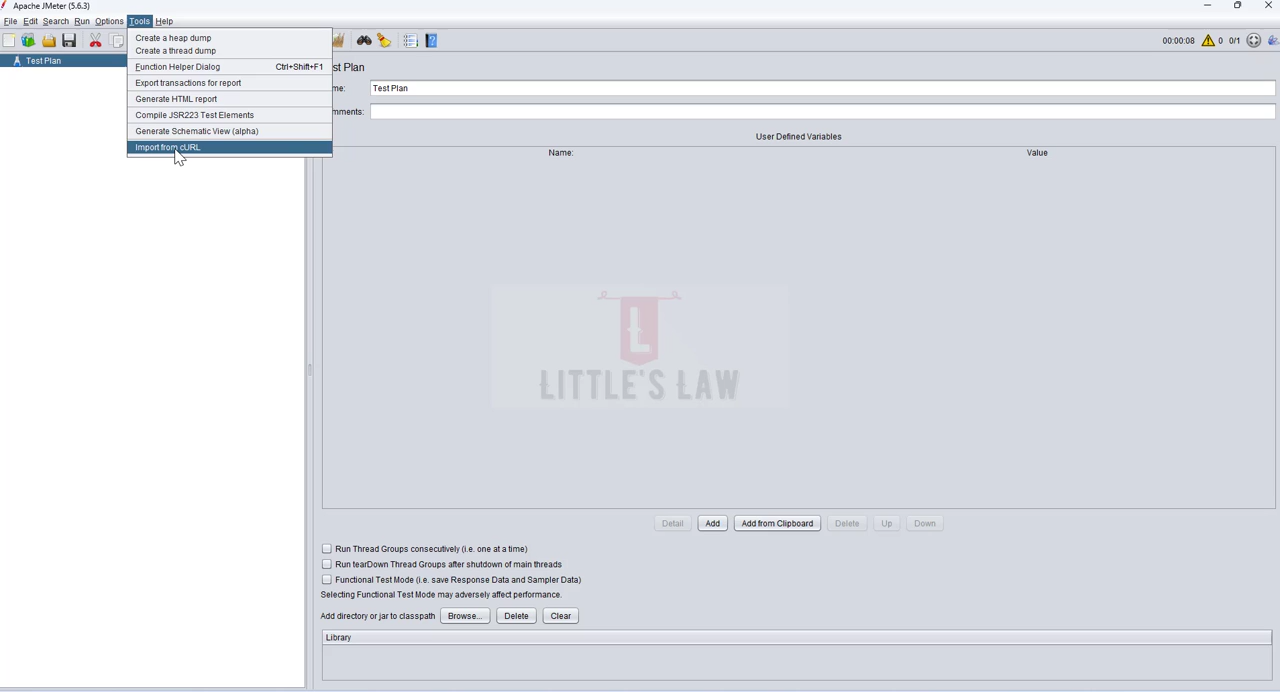 Apache JMeter (5.6.3)
File Edit Search Run Options Tools Help
Create a heap dump
Create a thread dump
Function Helper Dialog Ctrl+Shift+F1
Export transactions for report
Generate HTML report
Compile JSR223 Test Elements
Generate Schematic View (alpha)
Import from cURL
00:00:08 0 0/1
Test Plan
st Plan
me: Test Plan
mments:
User Defined Variables
Name: Value
Ł
ŁITTLE'S ŁAW
Detail Add Add from Clipboard Delete Up Down
Run Thread Groups consecutively (i.e. one at a time)
Run tearDown Thread Groups after shutdown of main threads
Functional Test Mode (i.e. save Response Data and Sampler Data)
Selecting Functional Test Mode may adversely affect performance.
Add directory or jar to classpath Browse... Delete Clear
Library